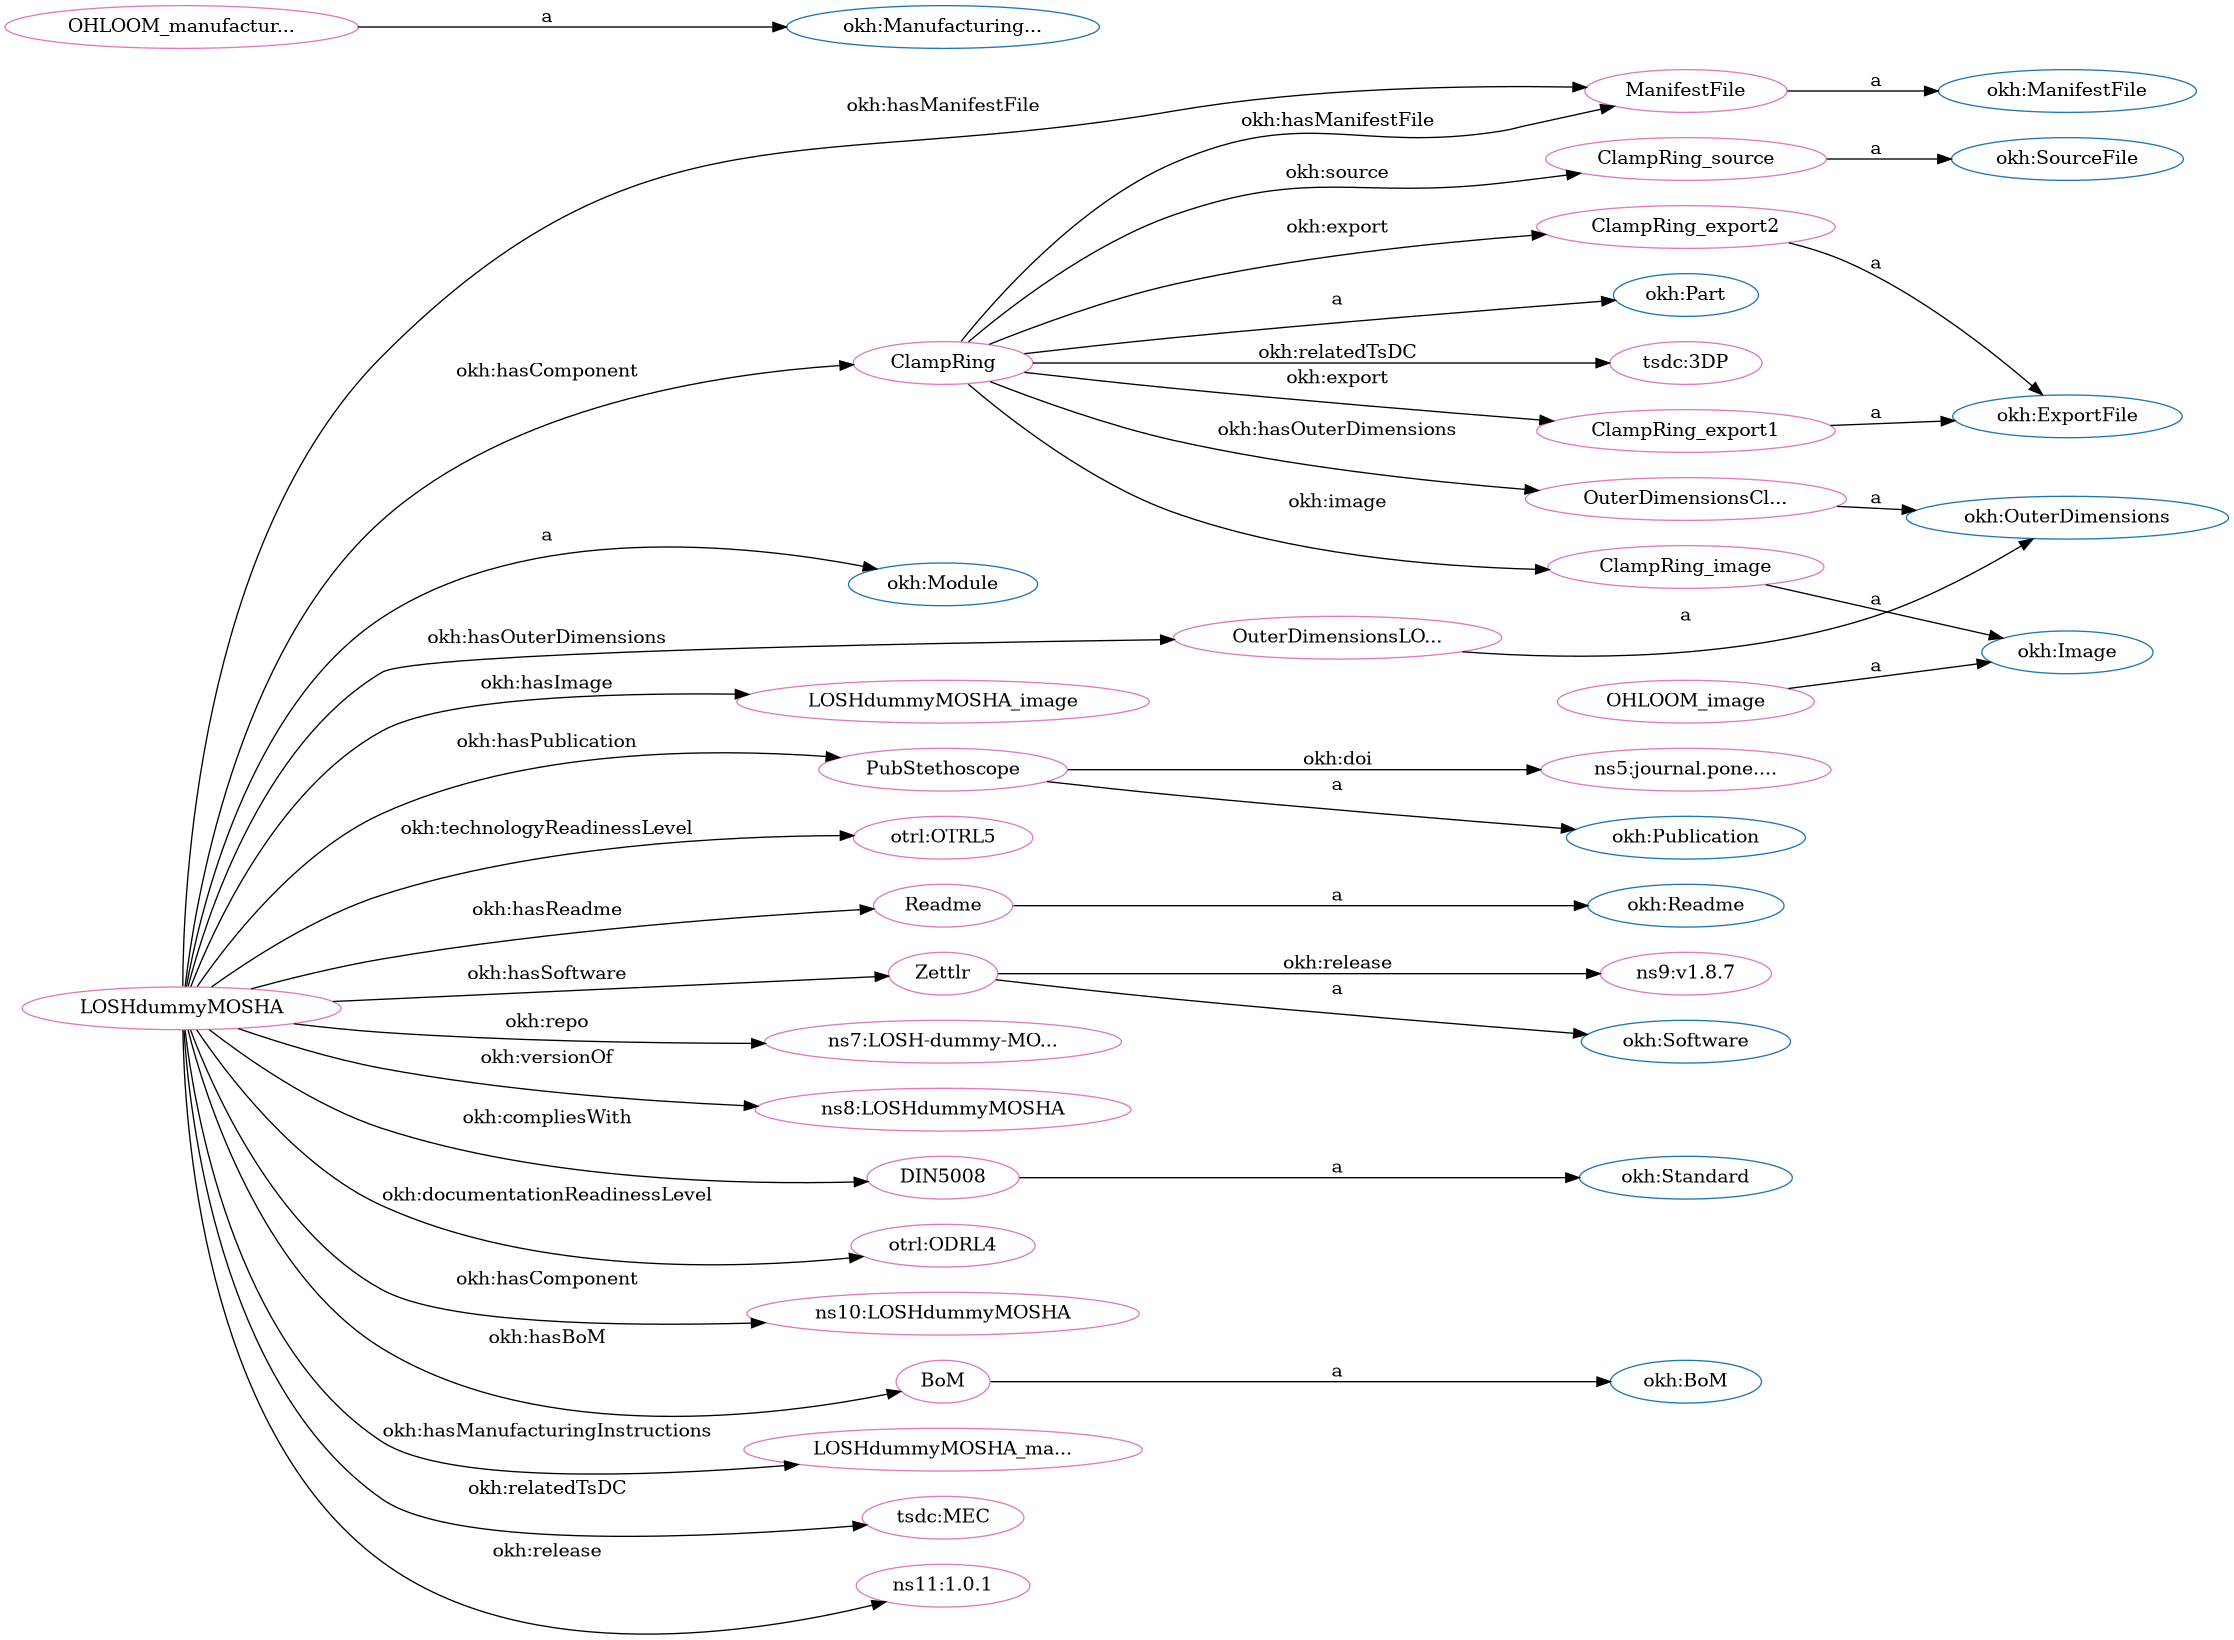 OHLOOM_manufactur...
a
okh:Manufacturing...
okh:hasManifestFile
ManifestFile
a
okh:ManifestFile
okh:hasManifestFile
ClampRing_source
a
okh:SourceFile
okh:source
ClampRing_export2
okh:export
a
okh:Part
a
okh:hasComponent
ClampRing
okh:relatedTsDC
tsdc:3DP
okh:export
ClampRing_export1
a
okh:ExportFile
okh:hasOuterDimensions
OuterDimensionsCl...
a
okh:OuterDimensions
okh:image
ClampRing_image
a
a
okh:Module
okh:hasOuterDimensions
OuterDimensionsLO...
a
okh:Image
okh:hasImage
LOSHdummyMOSHA_image
OHLOOM_image
a
okh:hasPublication
PubStethoscope
okh:doi
ns5:journal.pone....
a
okh:Publication
okh:technologyReadinessLevel
otrl:OTRL5
okh:hasReadme
Readme
a
okh:Readme
okh:hasSoftware
Zettlr
okh:release
ns9:v1.8.7
a
okh:Software
LOSHdummyMOSHA
okh:repo
ns7:LOSH-dummy-MO...
okh:versionOf
ns8:LOSHdummyMOSHA
okh:compliesWith
DIN5008
a
okh:Standard
okh:documentationReadinessLevel
otrl:ODRL4
okh:hasComponent
ns10:LOSHdummyMOSHA
okh:hasBoM
BoM
a
okh:BoM
okh:hasManufacturingInstructions
LOSHdummyMOSHA_ma...
okh:relatedTsDC
tsdc:MEC
okh:release
ns11:1.0.1